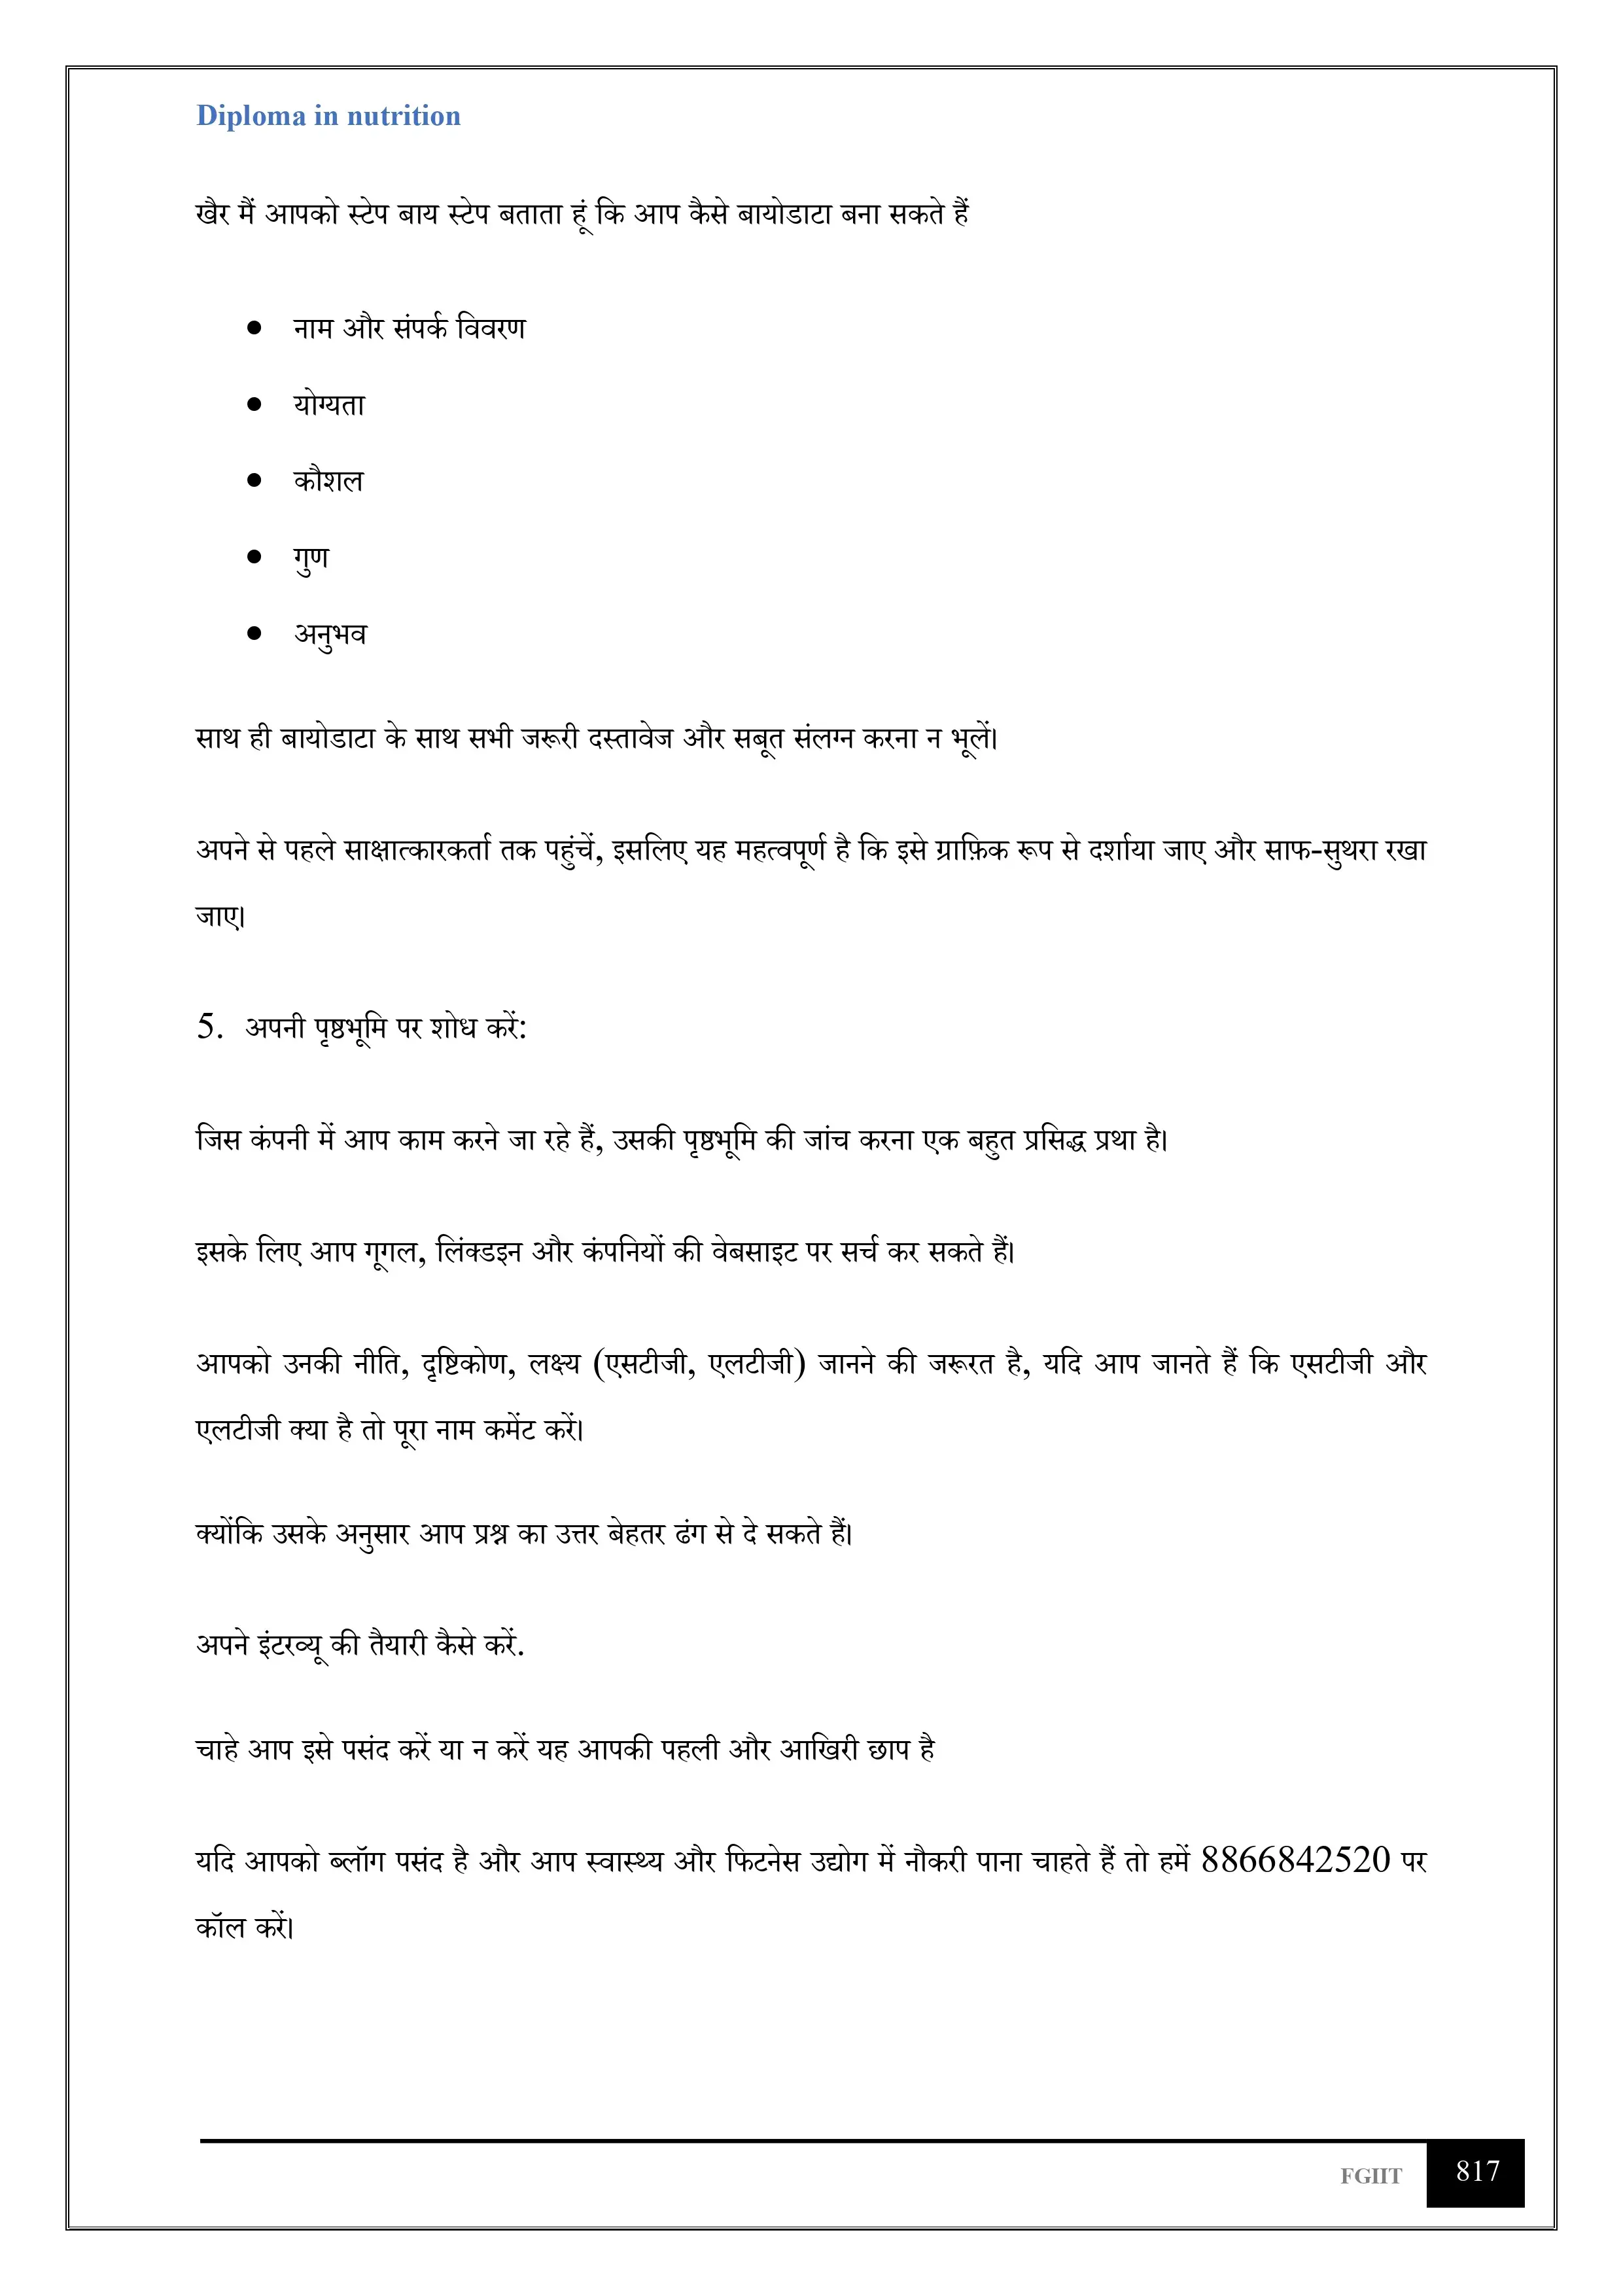 Diploma in nutrition
खैर मैं आपको स्टेप बाय स्टेप बताता हूं कि आप कैसे बायोडाटा बना सकते हैं
● नाम और संपर्क विवरण
● योग्यता
● कौशल
● गुण
● अनुभव
साथ ही बायोडाटा के साथ सभी जरूरी दस्तावेज और सबूत संलग्न करना न भूलें।
अपने से पहले साक्षात्कारकर्ता तक पहुंचें, इसलिए यह महत्वपूर्ण है कि इसे ग्राफ़िक रूप से दर्शाया जाए और साफ-सुथरा रखा
जाए।
5. अपनी पृष्ठभूमि पर शोध करें:
जिस कंपनी में आप काम करने जा रहे हैं, उसकी पृष्ठभूमि की जांच करना एक बहुत प्रसिद्ध प्रथा है।
इसके लिए आप गूगल, लिंक्डइन और कंपनियों की वेबसाइट पर सर्च कर सकते हैं।
आपको उनकी नीति, दृष्टिकोण, लक्ष्य (एसटीजी, एलटीजी) जानने की जरूरत है, यदि आप जानते हैं कि एसटीजी और
एलटीजी क्या है तो पूरा नाम कमेंट करें।
क्योंकि उसके अनुसार आप प्रश्न का उत्तर बेहतर ढंग से दे सकते हैं।
अपने इंटरव्यू की तैयारी कैसे करें.
चाहे आप इसे पसंद करें या न करें यह आपकी पहली और आखिरी छाप है
यदि आपको ब्लॉग पसंद है और आप स्वास्थ्य और फिटनेस उद्योग में नौकरी पाना चाहते हैं तो हमें 8866842520 पर
कॉल करें।
FGIIT 817